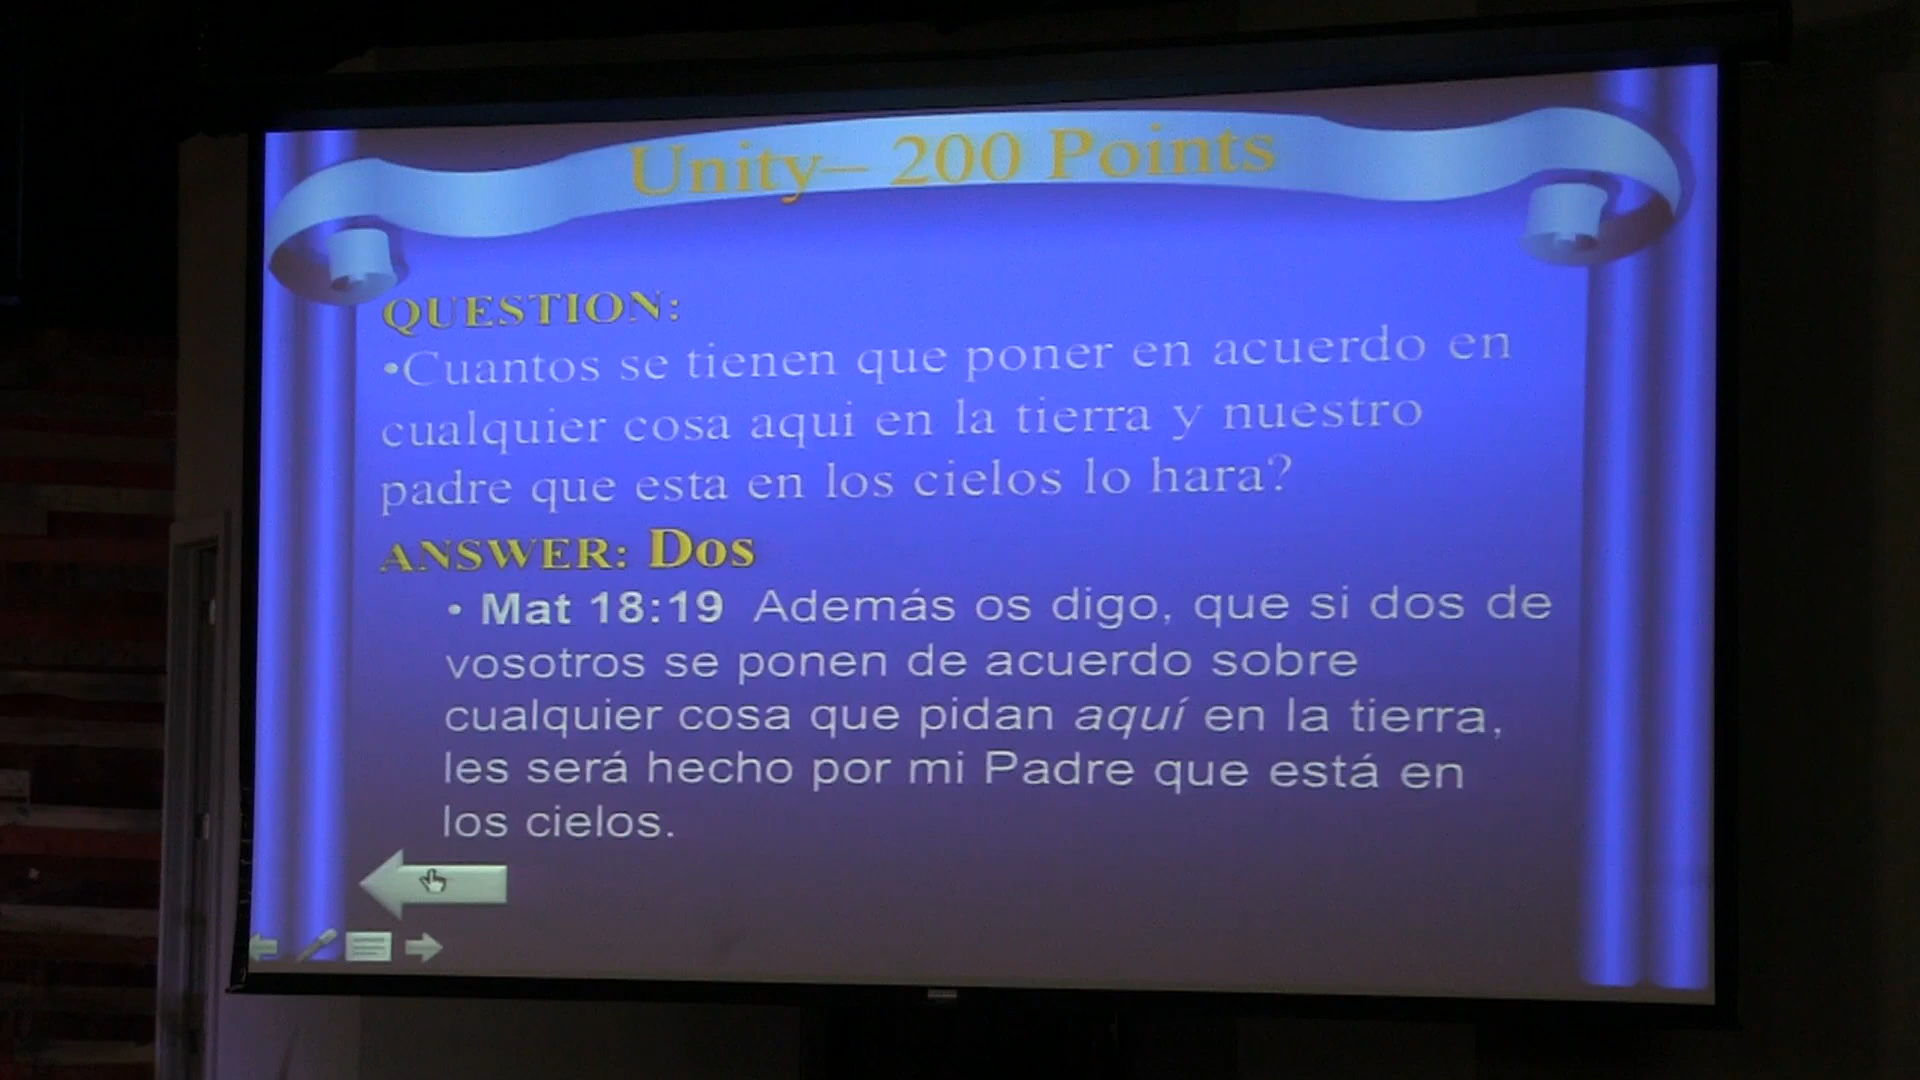 Unity– 200 Points
QUESTION:
•Cuantos se tienen que poner en acuerdo en
cualquier cosa aqui en la tierra y nuestro
padre que esta en los cielos lo hara?
ANSWER: Dos
• Mat 18:19 Además os digo, que si dos de
vosotros se ponen de acuerdo sobre
cualquier cosa que pidan aquí en la tierra,
les será hecho por mi Padre que está en
los cielos.